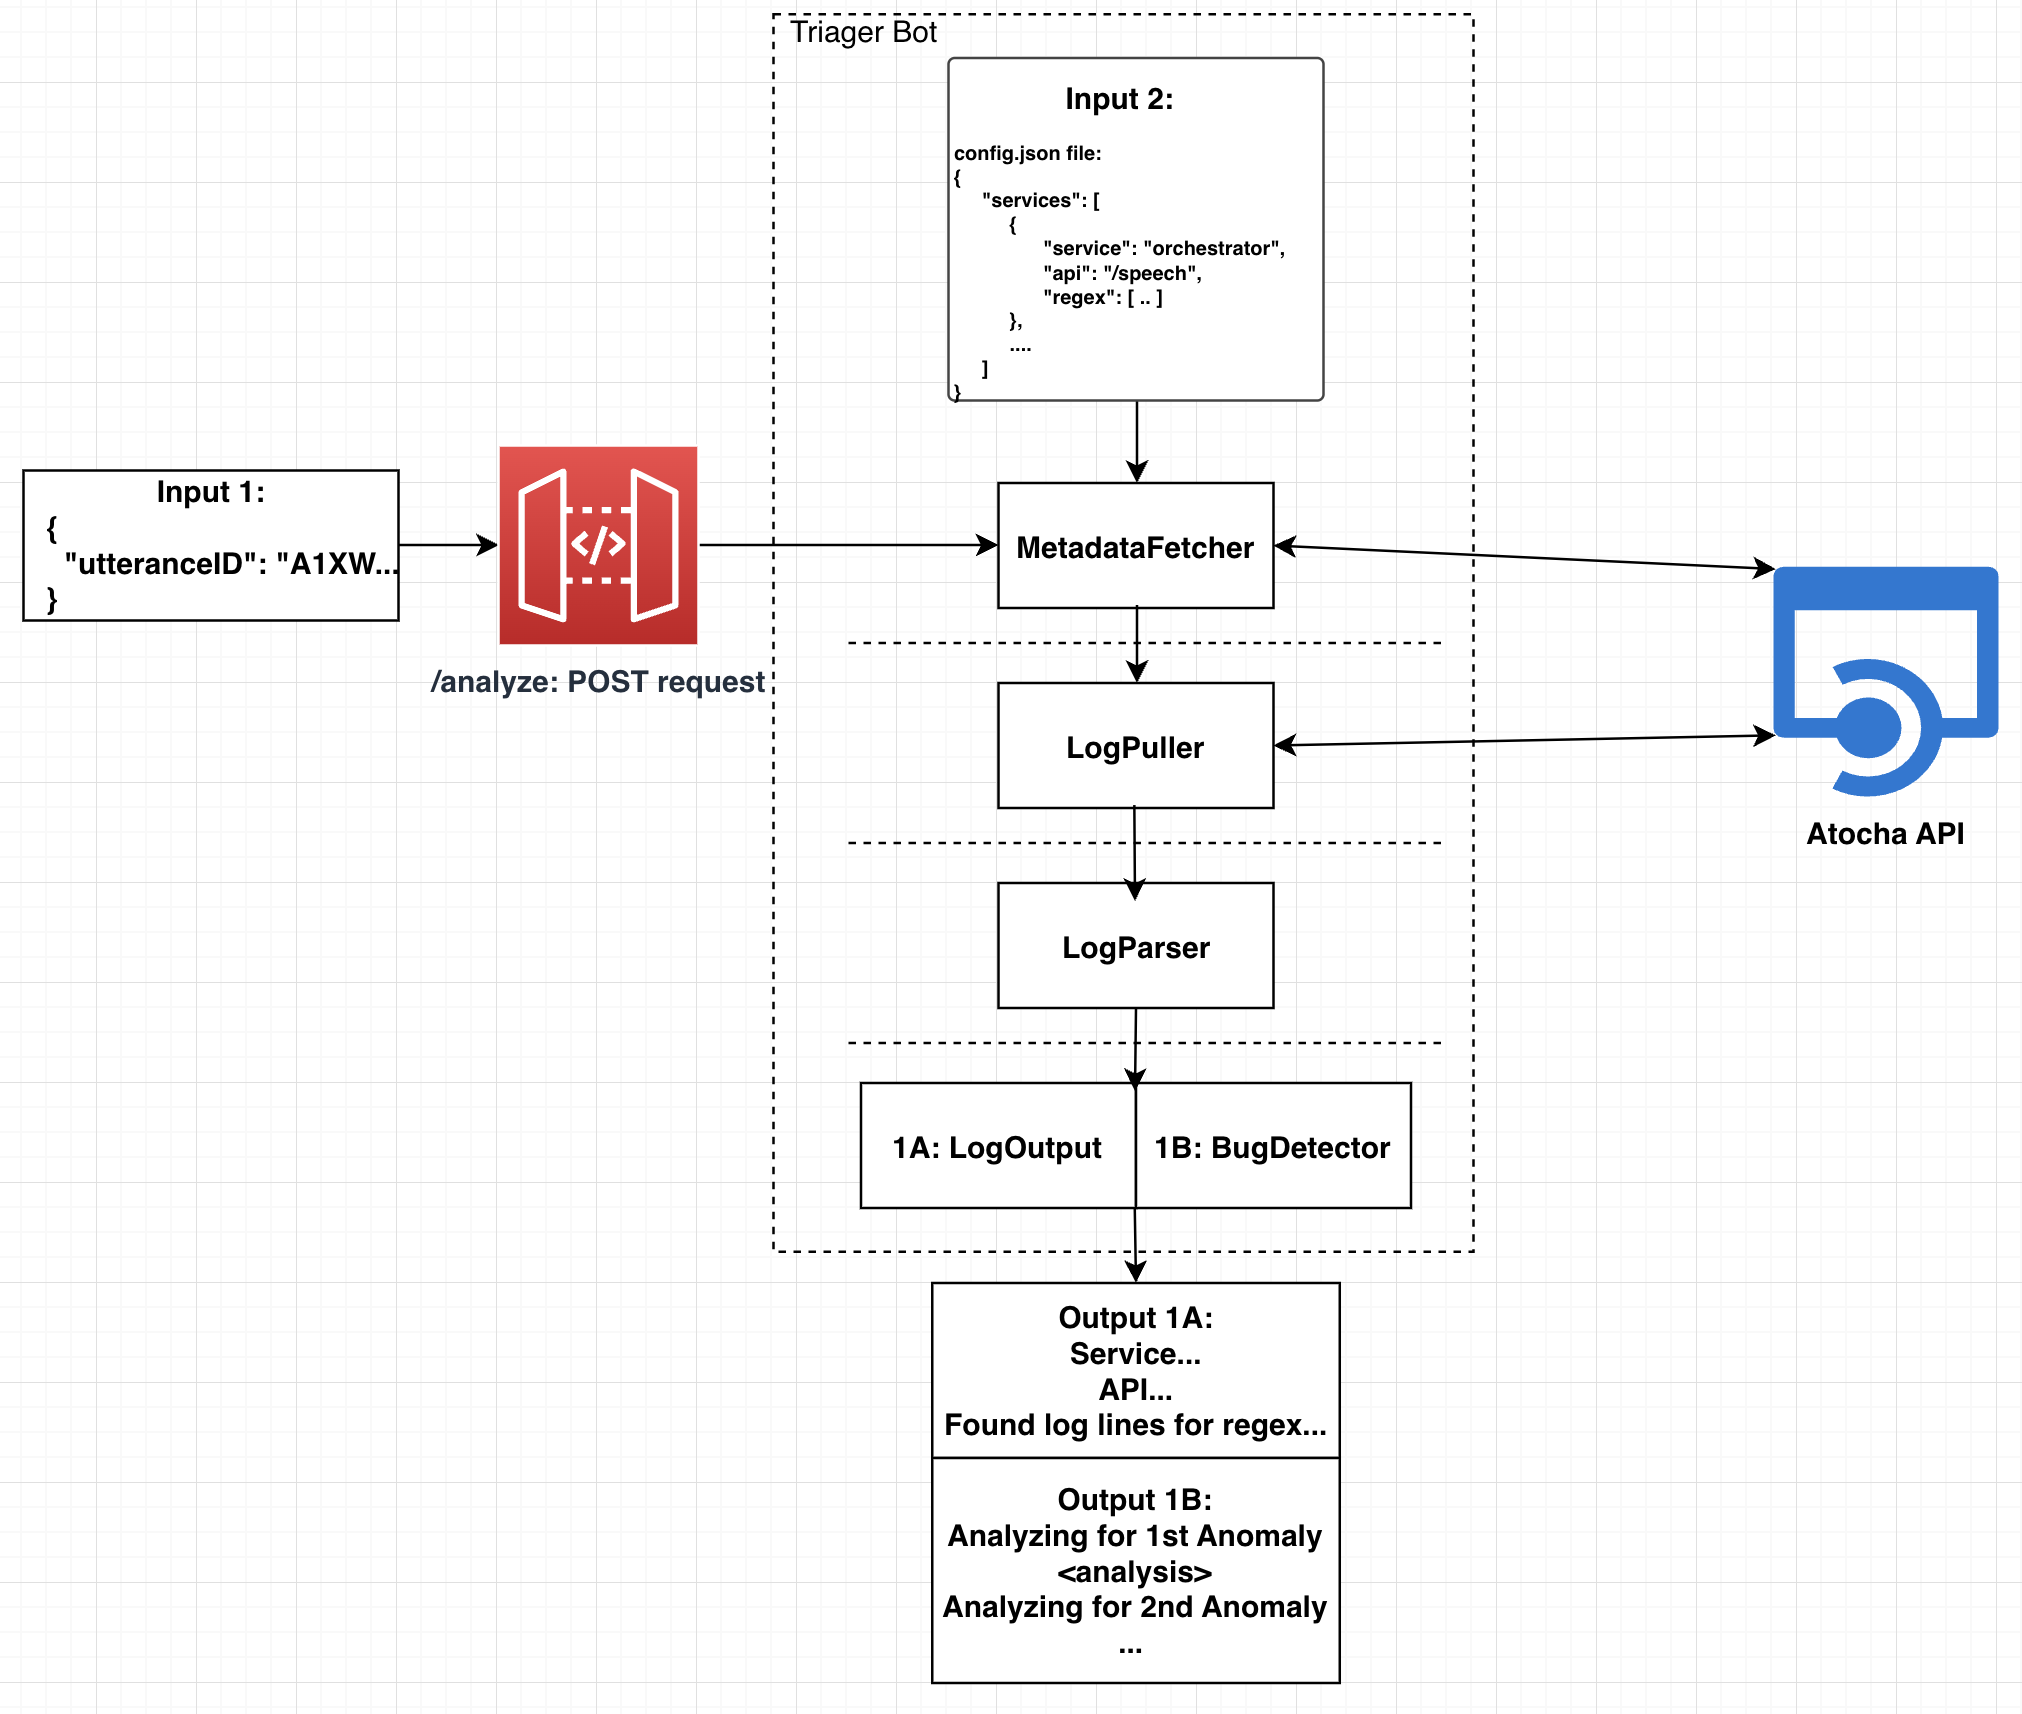 Triager Bot
Input 2:
config.json file:
{
"services": [
{
"service": "orchestrator",
"api": "/speech",
"regex": [ .. ]
},
....
]
}
Input 1:
{
"utteranceID": "A1XW...
}
</>
/analyze: POST request
MetadataFetcher
LogPuller
Atocha API
LogParser
1A: LogOutput
1B: BugDetector
Output 1A:
Service...
API...
Found log lines for regex...
Output 1B:
Analyzing for 1st Anomaly
<analysis>
Analyzing for 2nd Anomaly
...